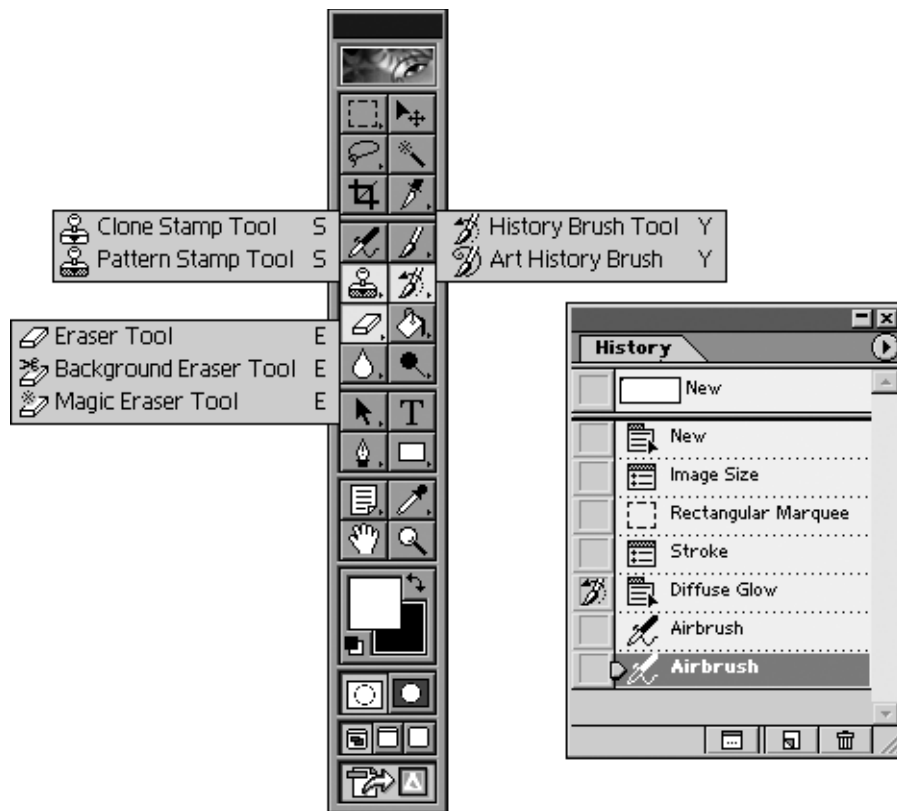 Clone Stamp Tool S
Pattern Stamp Tool S
History Brush Tool Y
Art History Brush Y
Eraser Tool E
Background Eraser Tool E
Magic Eraser Tool E
T
History
New
New
Image Size
Rectangular Marquee
Stroke
Diffuse Glow
Airbrush
Airbrush